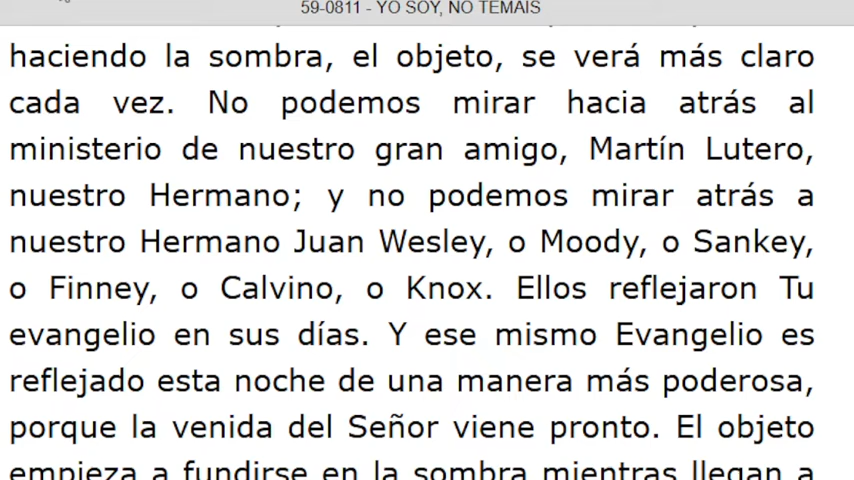 59-0811 - YO SOY, NO TEMAIS
haciendo la sombra, el objeto, se verá más claro
cada vez. No podemos mirar hacia atrás al
ministerio de nuestro gran amigo, Martín Lutero,
nuestro Hermano; y no podemos mirar atrás a
nuestro Hermano Juan Wesley, o Moody, o Sankey,
o Finney, o Calvino, o Knox. Ellos reflejaron Tu
evangelio en sus días. Y ese mismo Evangelio es
reflejado esta noche de una manera más poderosa,
porque la venida del Señor viene pronto. El objeto
empieza a fundirse en la sombra mientras llegan a